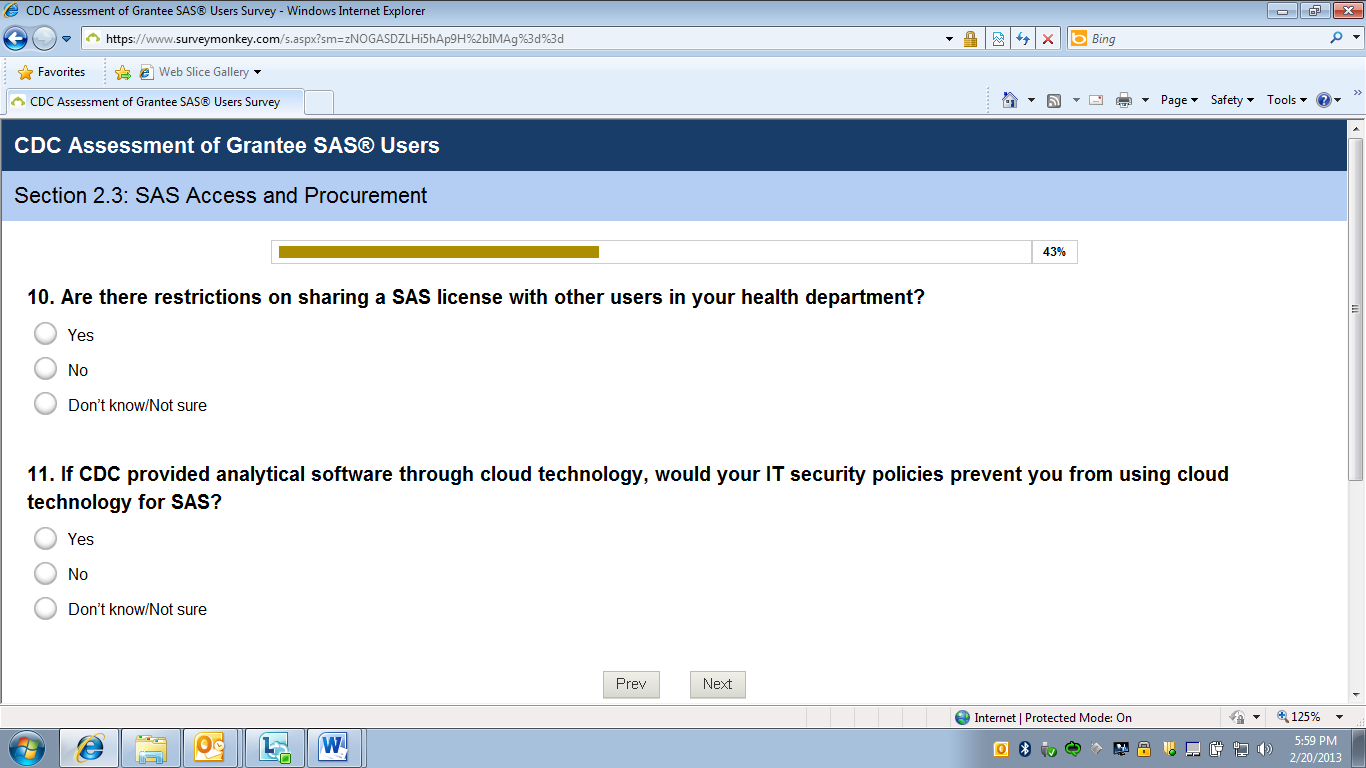 CDC Assessment of Grantee SAS® Users Survey - Windows Internet Explorer
https://www.surveymonkey.com/s.aspx?sm=zNOGASDZLHi5hAp9H%2bIMAg%3d%3d
Bing
Favorites
Web Slice Gallery
CDC Assessment of Grantee SAS® Users Survey
Page
Safety
Tools
CDC Assessment of Grantee SAS® Users
Section 2.3: SAS Access and Procurement
43%
10. Are there restrictions on sharing a SAS license with other users in your health department?
Yes
No
Don't know/Not sure
11. If CDC provided analytical software through cloud technology, would your IT security policies prevent you from using cloud
technology for SAS?
Yes
No
Don't know/Not sure
Prev
Next
Internet | Protected Mode: On
125%
5:59 PM
2/20/2013